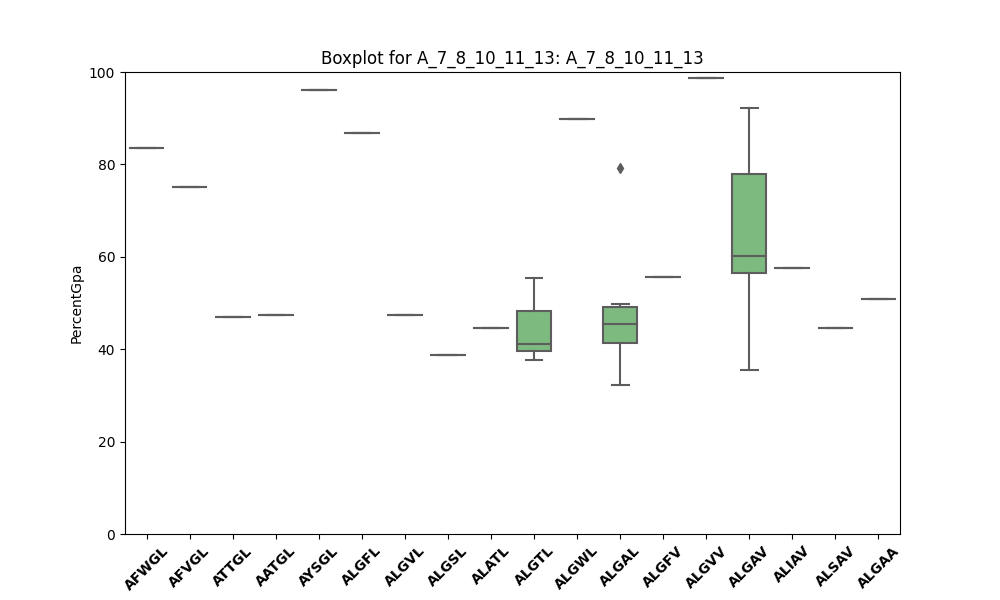 Boxplot for A_7_8_10_11_13: A_7_8_10_11_13
100
80
60
40
20
0
PercentGpa
AFWGL AFVGL ATTGL AATGL AYSGL ALGFL ALGVL ALGSL ALATL ALGTL ALGWL ALGAL ALGFV ALGVV ALGAV ALIAV ALSAV ALGAA